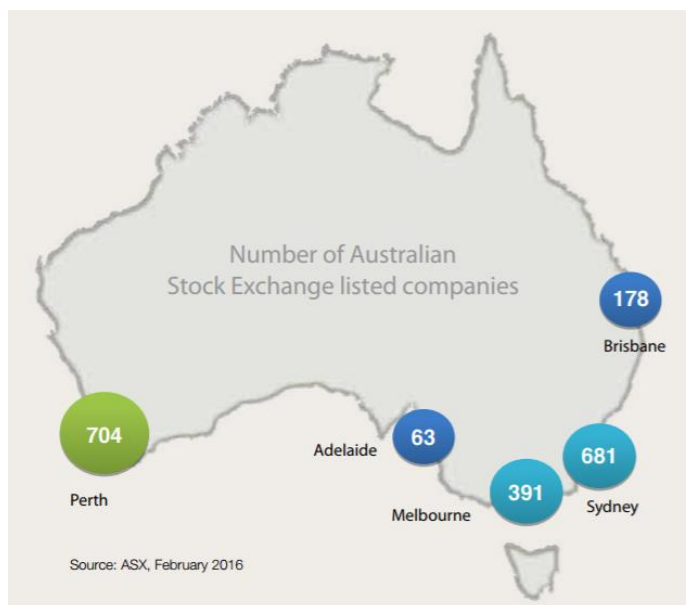 Number of Australian
Stock Exchange listed companies
178
Brisbane
704
Perth
Adelaide
63
Melbourne
391
681
Sydney
Source: ASX, February 2016